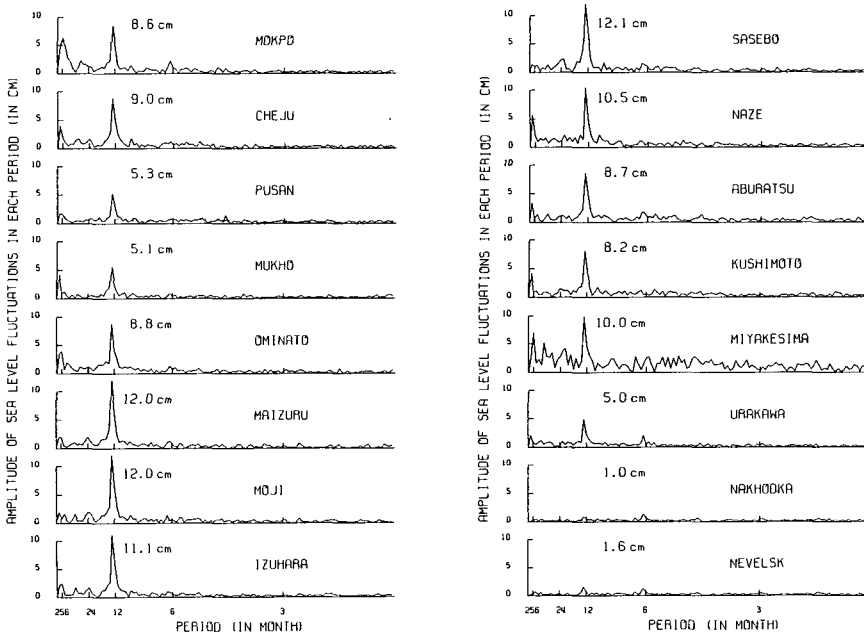 AMPLITUDE OF SEA LEVEL FLUCTUATIONS IN EACH PERIOD (IN CM)
10
5
0
8.6 cm
MOKPO
10
5
0
9.0 cm
CHEJU
10
5
0
5.3 cm
PUSAN
10
5
0
5.1 cm
MUKHO
10
5
0
8.8 cm
OMINATO
10
5
0
12.0 cm
MAIZURU
10
5
0
12.0 cm
MOJI
10
5
0
11.1 cm
IZUHARA
256 24 12 6 3
PERIOD (IN MONTH)
AMPLITUDE OF SEA LEVEL FLUCTUATIONS IN EACH PERIOD (IN CM)
10
5
0
12.1 cm
SASEBO
10
5
0
10.5 cm
NAZE
10
5
0
8.7 cm
ABURATSU
10
5
0
8.2 cm
KUSHIMOTO
10
5
0
10.0 cm
MIYAKESIMA
10
5
0
5.0 cm
URAKAWA
10
5
0
1.0 cm
NAKHODKA
10
5
0
1.6 cm
NEVELSK
256 24 12 6 3
PERIOD (IN MONTH)